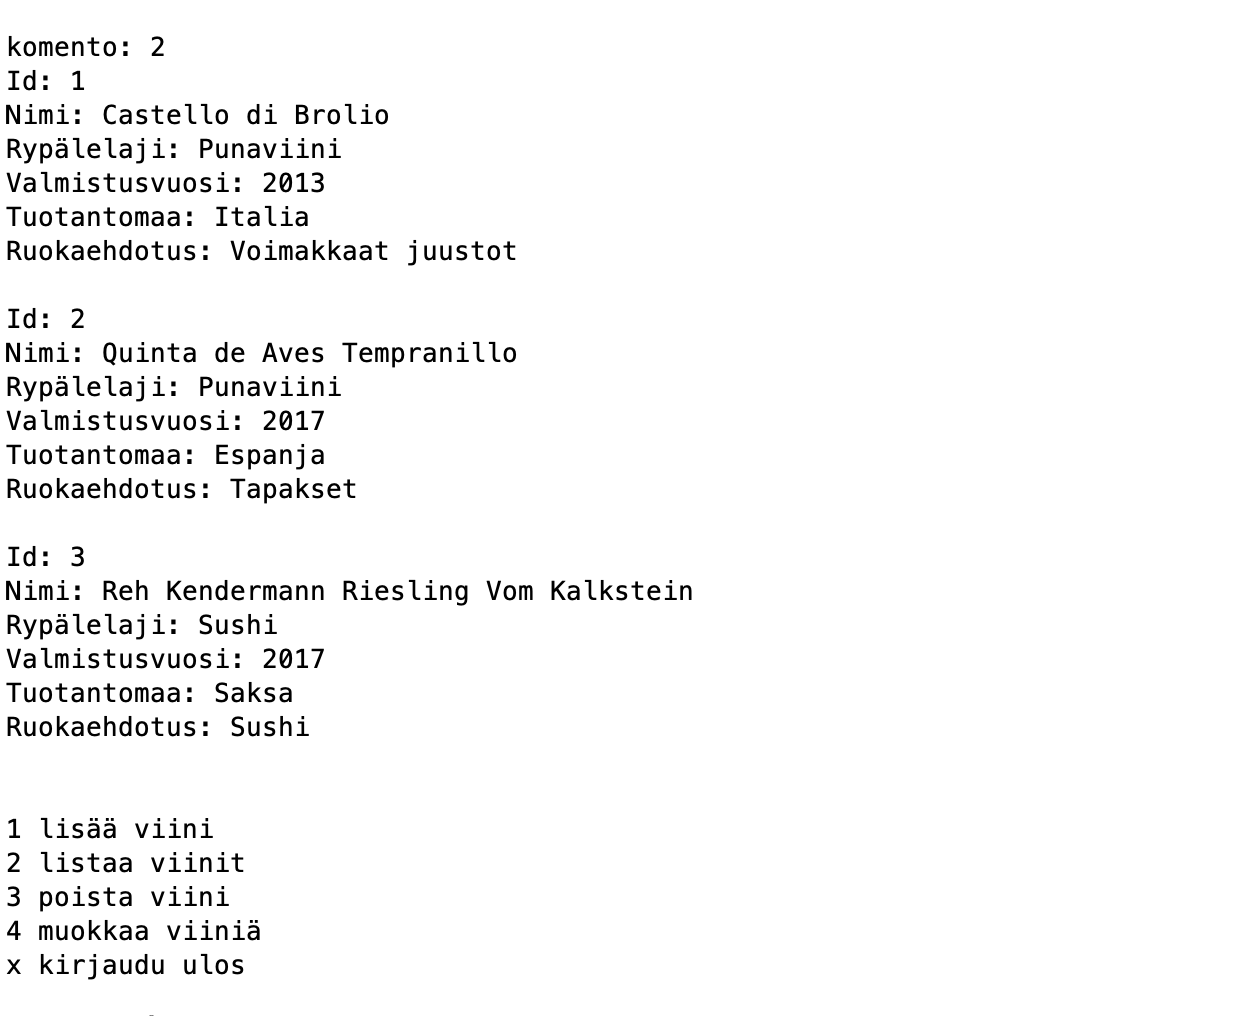 komento: 2
Id: 1
Nimi: Castello di Brolio
Rypälelaji: Punaviini
Valmistusvuosi: 2013
Tuotantomaa: Italia
Ruokaehdotus: Voimakkaat juustot
Id: 2
Nimi: Quinta de Aves Tempranillo
Rypälelaji: Punaviini
Valmistusvuosi: 2017
Tuotantomaa: Espanja
Ruokaehdotus: Tapakset
Id: 3
Nimi: Reh Kendermann Riesling Vom Kalkstein
Rypälelaji: Sushi
Valmistusvuosi: 2017
Tuotantomaa: Saksa
Ruokaehdotus: Sushi
1 lisää viini
2 listaa viinit
3 poista viini
4 muokkaa viiniä
x kirjaudu ulos